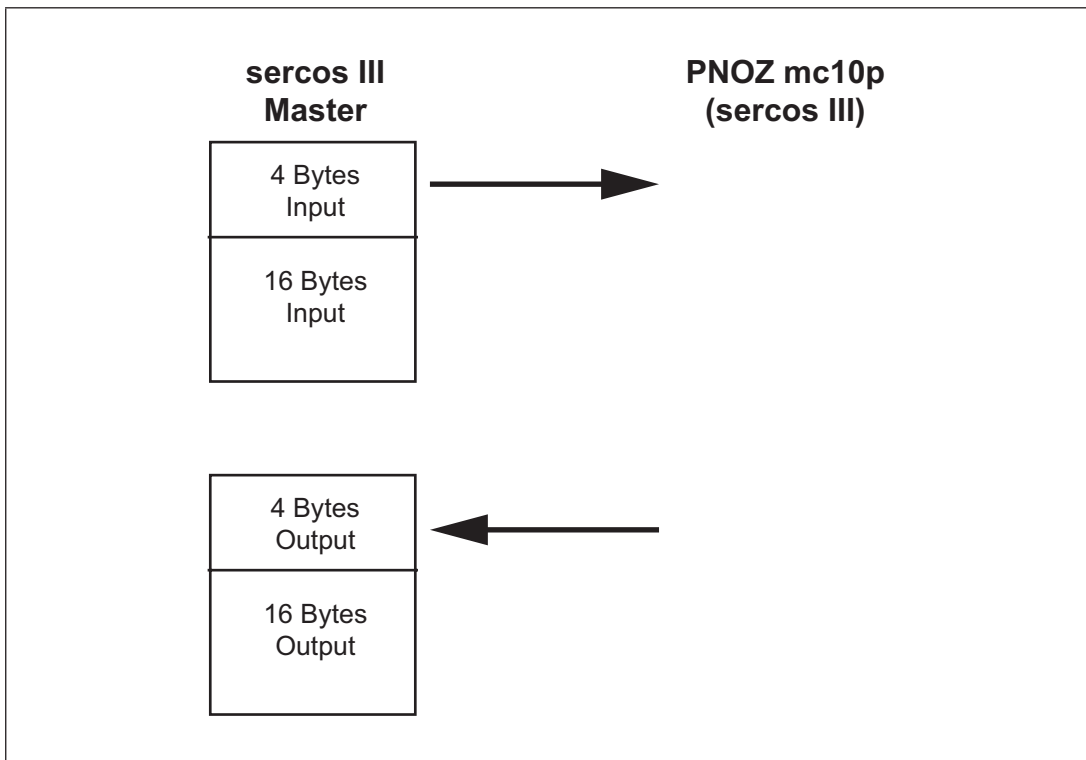 sercos III
Master
PNOZ mc10p
(sercos III)
4 Bytes
Input
16 Bytes
Input
4 Bytes
Output
16 Bytes
Output